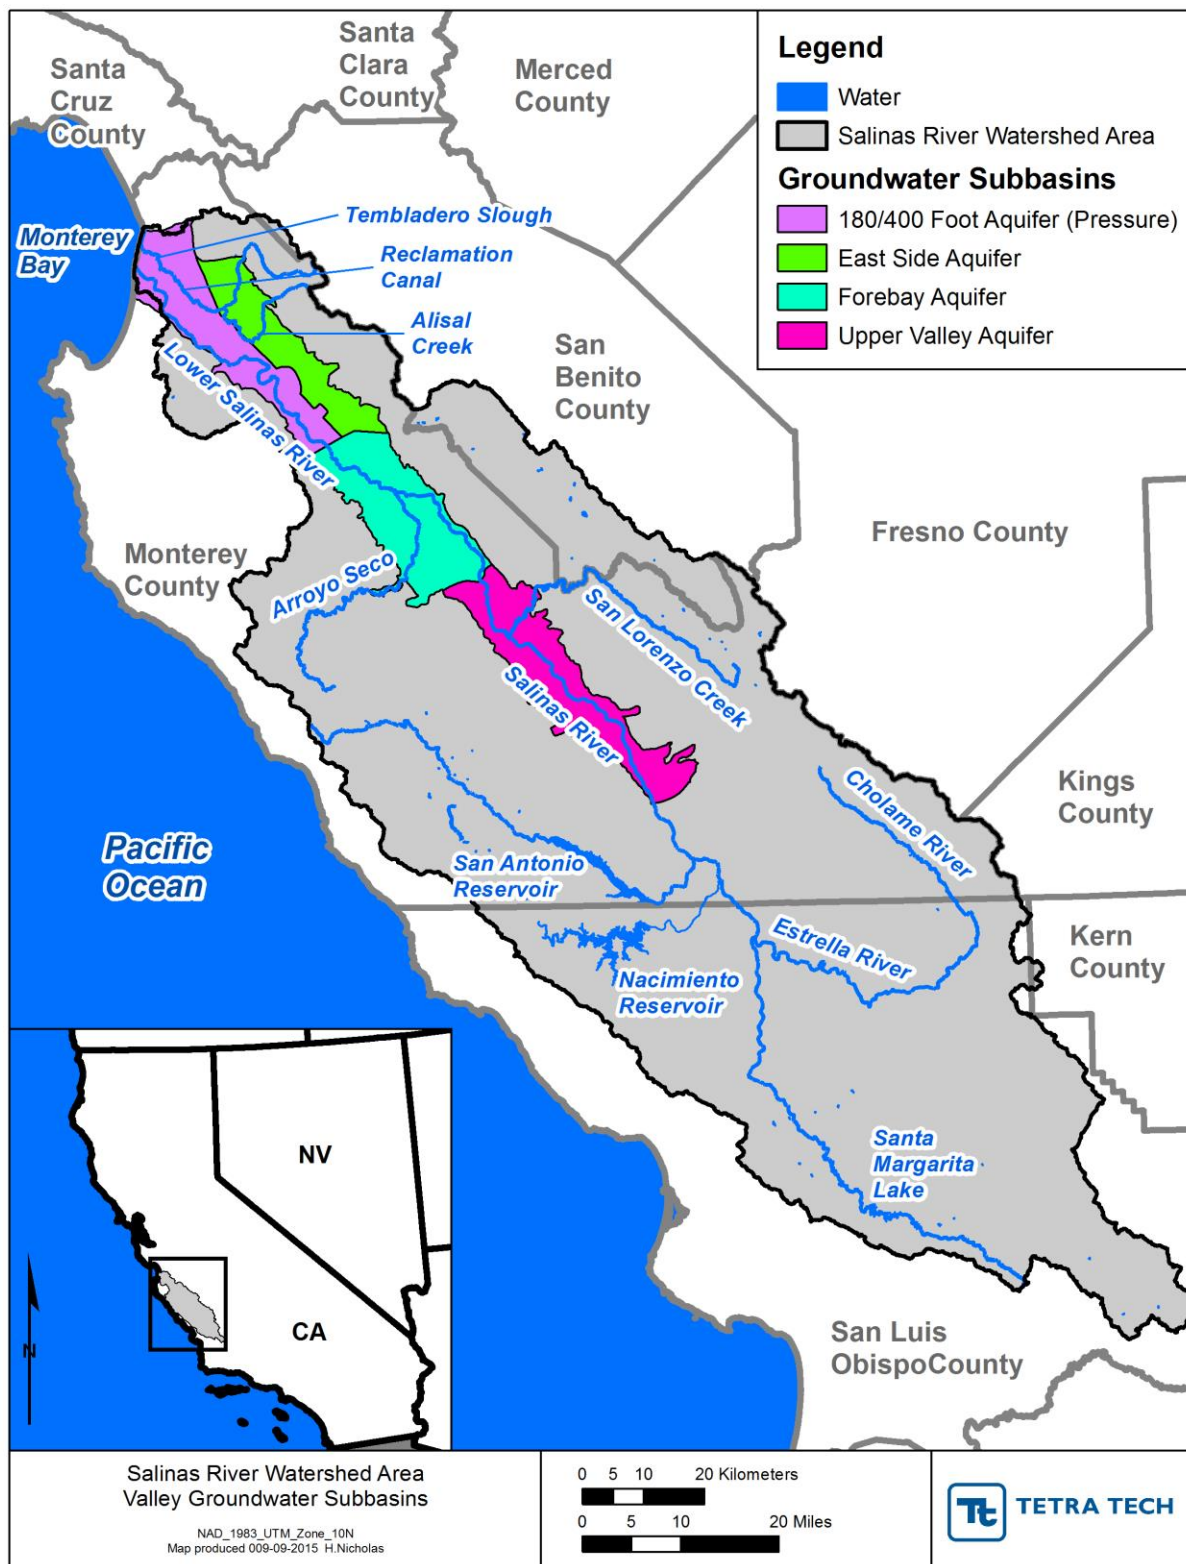 Santa
Cruz
County
Santa
Clara
County
Merced
County
Legend
Water
Salinas River Watershed Area
Groundwater Subbasins
180/400 Foot Aquifer (Pressure)
East Side Aquifer
Forebay Aquifer
Upper Valley Aquifer
Monterey
Bay
Tembladero Slough
Reclamation
Canal
Alisal
Creek
San
Benito
County
Lower Salinas River
Fresno County
Monterey
County
Arroyo Seco
San Lorenzo Creek
Salinas River
Cholame River
Kings
County
Pacific
Ocean
San Antonio
Reservoir
Estrella River
Kern
County
Nacimiento
Reservoir
Santa
Margarita
Lake
San Luis
ObispoCounty
NV
CA
N
Salinas River Watershed Area
Valley Groundwater Subbasins
NAD_1983_UTM_Zone_10N
Map produced 009-09-2015 H.Nicholas
0 5 10 20 Kilometers
0 5 10 20 Miles
Tt
TETRA TECH